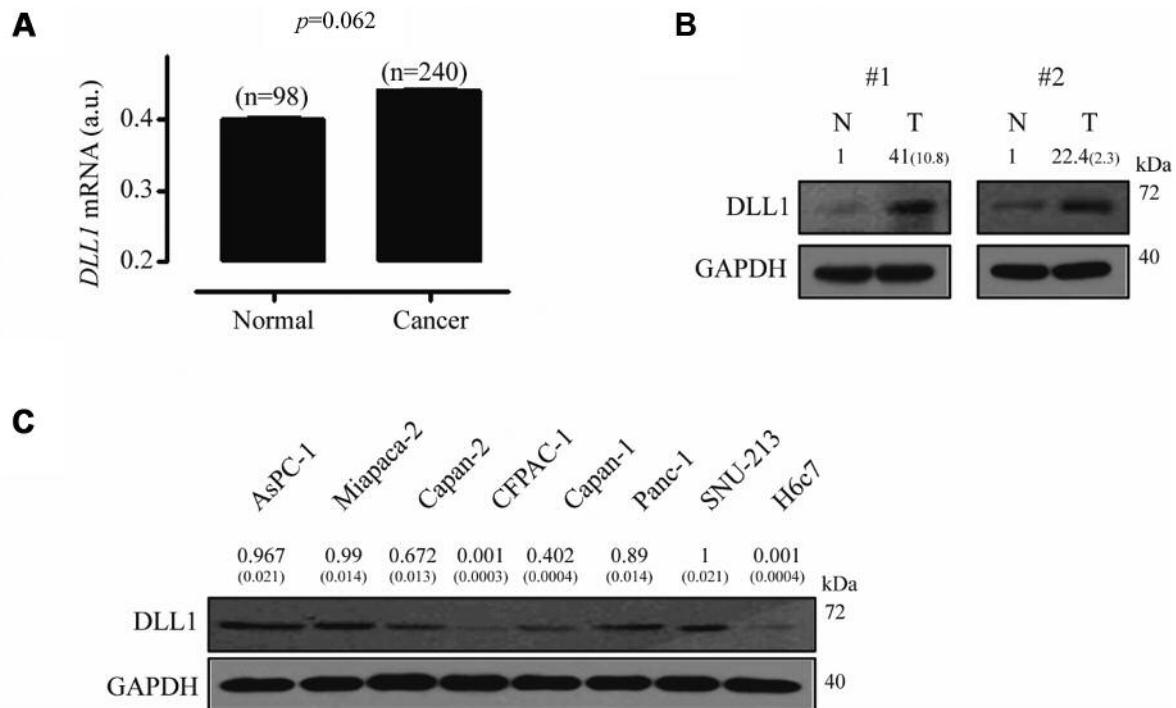 A
p=0.062
DLL1 mRNA (a.u.)
0.4
0.3
0.2
(n=98)
(n=240)
Normal
Cancer
B
#1
#2
N
T
N
T
1
41(10.8)
1
22.4(2.3)
kDa
DLL1
72
GAPDH
40
C
AsPC-1
Miapaca-2
Capan-2
CFPAC-1
Capan-1
Panc-1
SNU-213
H6c7
0.967
0.99
0.672
0.001
0.402
0.89
1
0.001
(0.021)
(0.014)
(0.013)
(0.0003)
(0.0004)
(0.014)
(0.021)
(0.0004)
kDa
DLL1
72
GAPDH
40